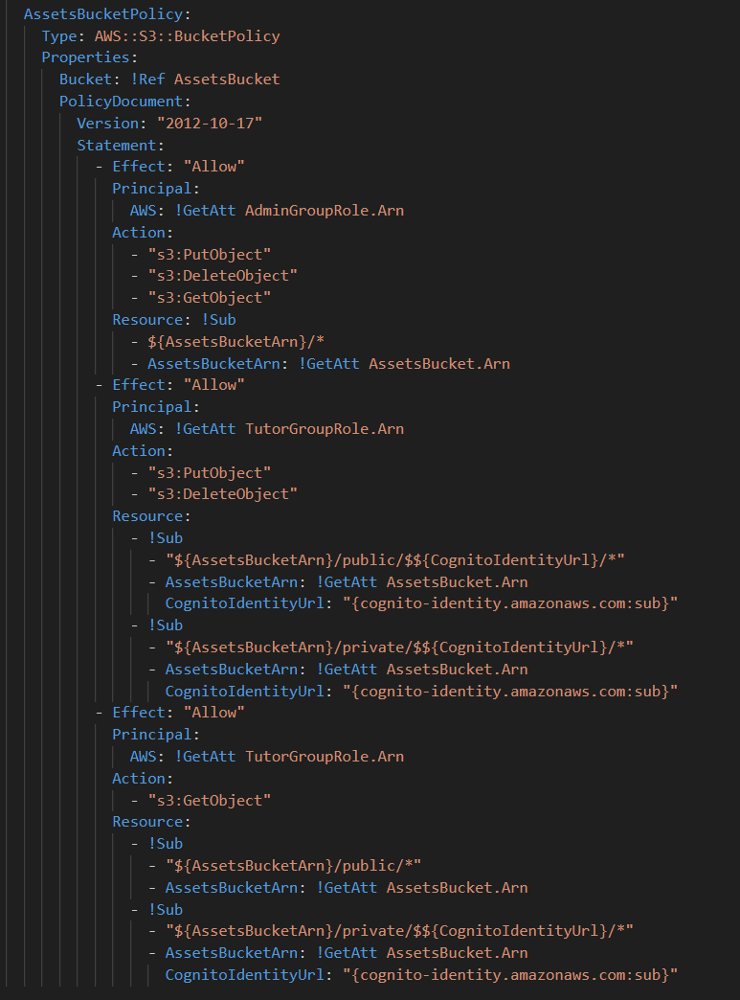 AssetsBucketPolicy:
Type: AWS::S3::BucketPolicy
Properties:
Bucket: !Ref AssetsBucket
PolicyDocument:
Version: "2012-10-17"
Statement:
- Effect: "Allow"
Principal:
AWS: !GetAtt AdminGroupRole.Arn
Action:
- "s3:PutObject"
- "s3:DeleteObject"
- "s3:GetObject"
Resource: !Sub
- ${AssetsBucketArn}/*
- AssetsBucketArn: !GetAtt AssetsBucket.Arn
- Effect: "Allow"
Principal:
AWS: !GetAtt TutorGroupRole.Arn
Action:
- "s3:PutObject"
- "s3:DeleteObject"
Resource:
- !Sub
- "${AssetsBucketArn}/public/$${CognitoIdentityUrl}/*"
- AssetsBucketArn: !GetAtt AssetsBucket.Arn
CognitoIdentityUrl: "{cognito-identity.amazonaws.com:sub}"
- !Sub
- "${AssetsBucketArn}/private/$${CognitoIdentityUrl}/*"
- AssetsBucketArn: !GetAtt AssetsBucket.Arn
CognitoIdentityUrl: "{cognito-identity.amazonaws.com:sub}"
- Effect: "Allow"
Principal:
AWS: !GetAtt TutorGroupRole.Arn
Action:
- "s3:GetObject"
Resource:
- !Sub
- "${AssetsBucketArn}/public/*"
- AssetsBucketArn: !GetAtt AssetsBucket.Arn
- !Sub
- "${AssetsBucketArn}/private/$${CognitoIdentityUrl}/*"
- AssetsBucketArn: !GetAtt AssetsBucket.Arn
CognitoIdentityUrl: "{cognito-identity.amazonaws.com:sub}"